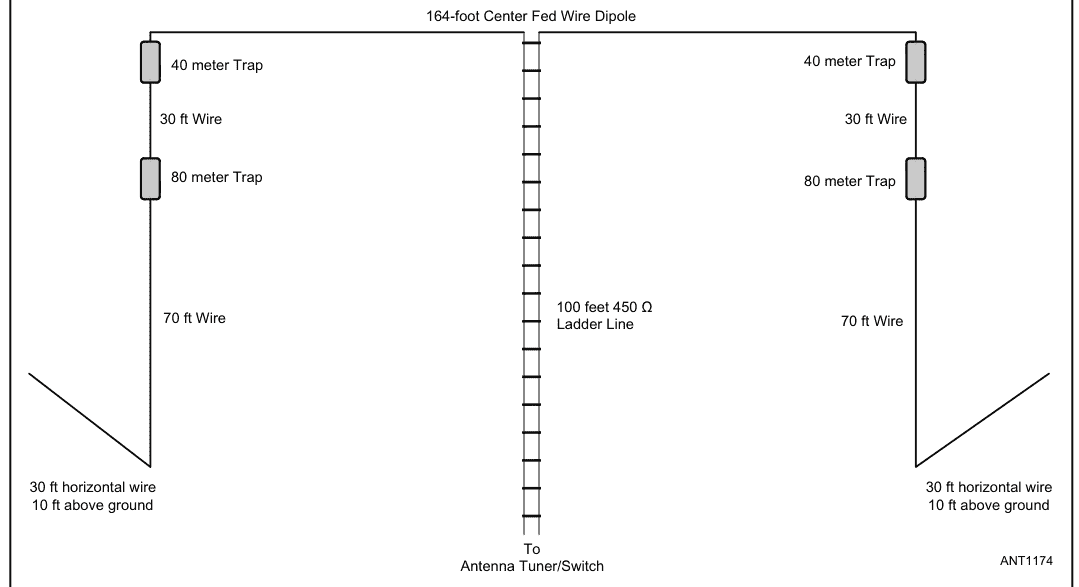 164-foot Center Fed Wire Dipole
40 meter Trap
40 meter Trap
30 ft Wire
30 ft Wire
80 meter Trap
80 meter Trap
100 feet 450 Ω
Ladder Line
70 ft Wire
70 ft Wire
30 ft horizontal wire
10 ft above ground
30 ft horizontal wire
10 ft above ground
To
Antenna Tuner/Switch
ANT1174